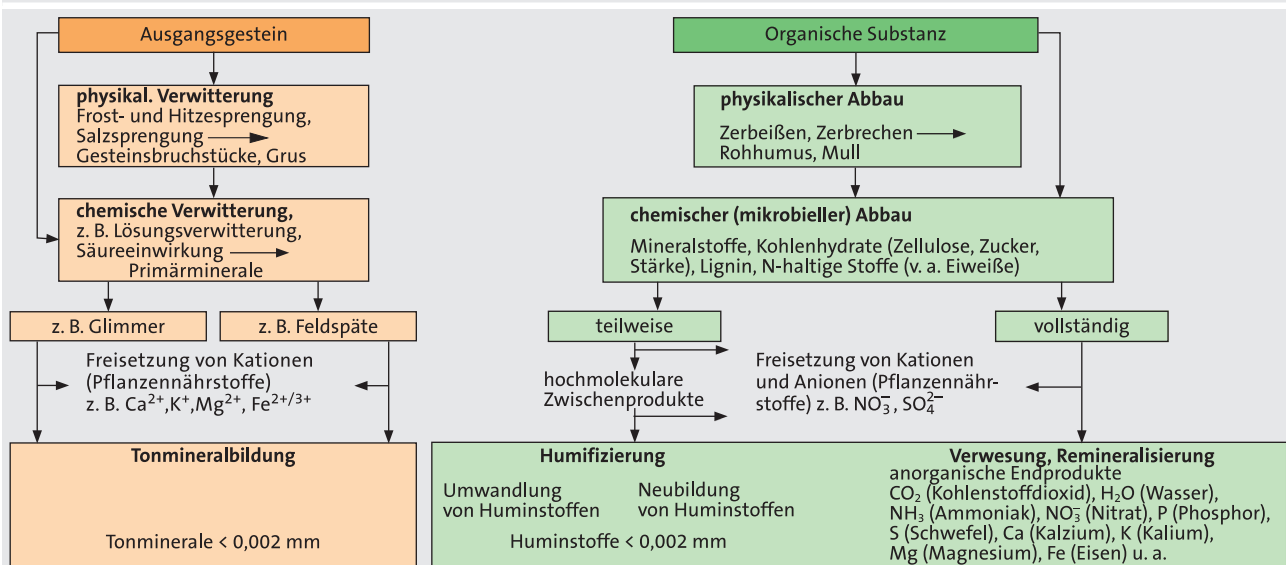 Ausgangsgestein
physikal. Verwitterung
Frost- und Hitzesprengung,
Salzsprengung
Gesteinsbruchstücke, Grus
chemische Verwitterung,
z. B. Lösungsverwitterung,
Säureeinwirkung
Primärminerale
z. B. Glimmer
z. B. Feldspäte
Freisetzung von Kationen
(Pflanzennährstoffe)
z. B. Ca²⁺,K⁺,Mg²⁺, Fe²⁺/³⁺
Tonmineralbildung
Tonminerale < 0,002 mm
Organische Substanz
physikalischer Abbau
Zerbeißen, Zerbrechen
Rohhumus, Mull
chemischer (mikrobieller) Abbau
Mineralstoffe, Kohlenhydrate (Zellulose, Zucker,
Stärke), Lignin, N-haltige Stoffe (v. a. Eiweiße)
teilweise
vollständig
hochmolekulare
Zwischenprodukte
Freisetzung von Kationen
und Anionen (Pflanzennähr-
stoffe) z. B. NO₃⁻, SO₄²⁻
Humifizierung
Umwandlung
von Huminstoffen
Neubildung
von Huminstoffen
Huminstoffe < 0,002 mm
Verwesung, Remineralisierung
anorganische Endprodukte
CO₂ (Kohlenstoffdioxid), H₂O (Wasser),
NH₃ (Ammoniak), NO₃⁻ (Nitrat), P (Phosphor),
S (Schwefel), Ca (Kalzium), K (Kalium),
Mg (Magnesium), Fe (Eisen) u. a.